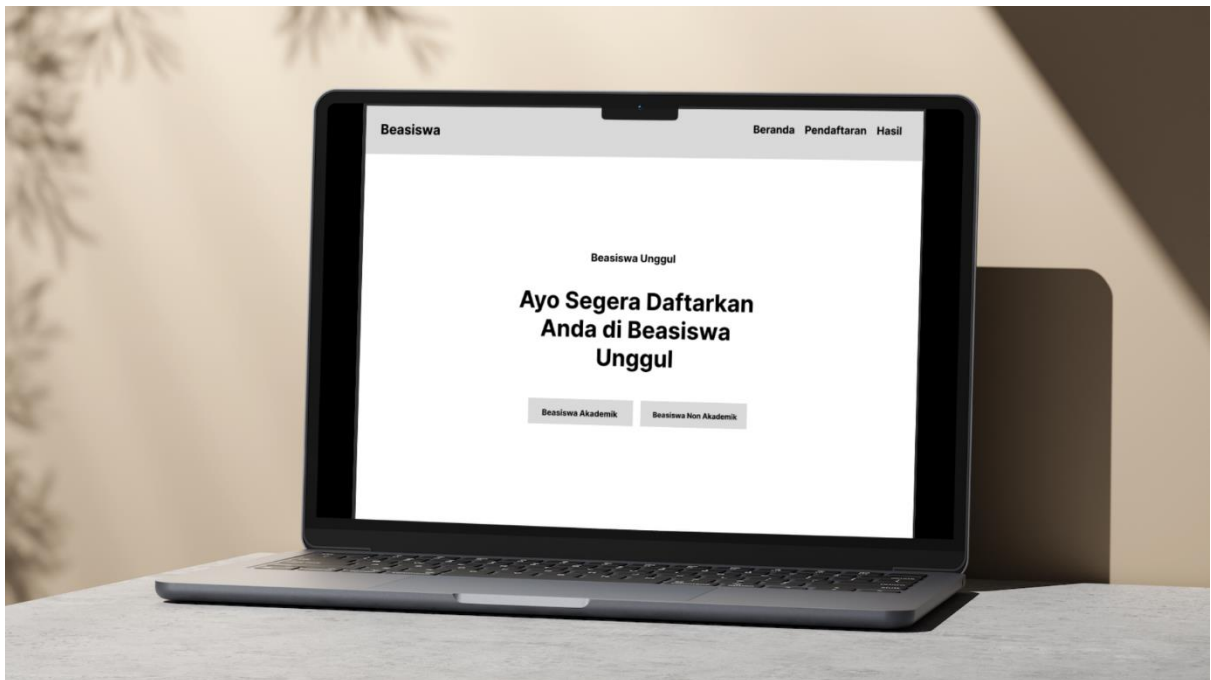 Beasiswa
Beranda Pendaftaran Hasil
Beasiswa Unggul
Ayo Segera Daftarkan
Anda di Beasiswa
Unggul
Beasiswa Akademik
Beasiswa Non Akademik